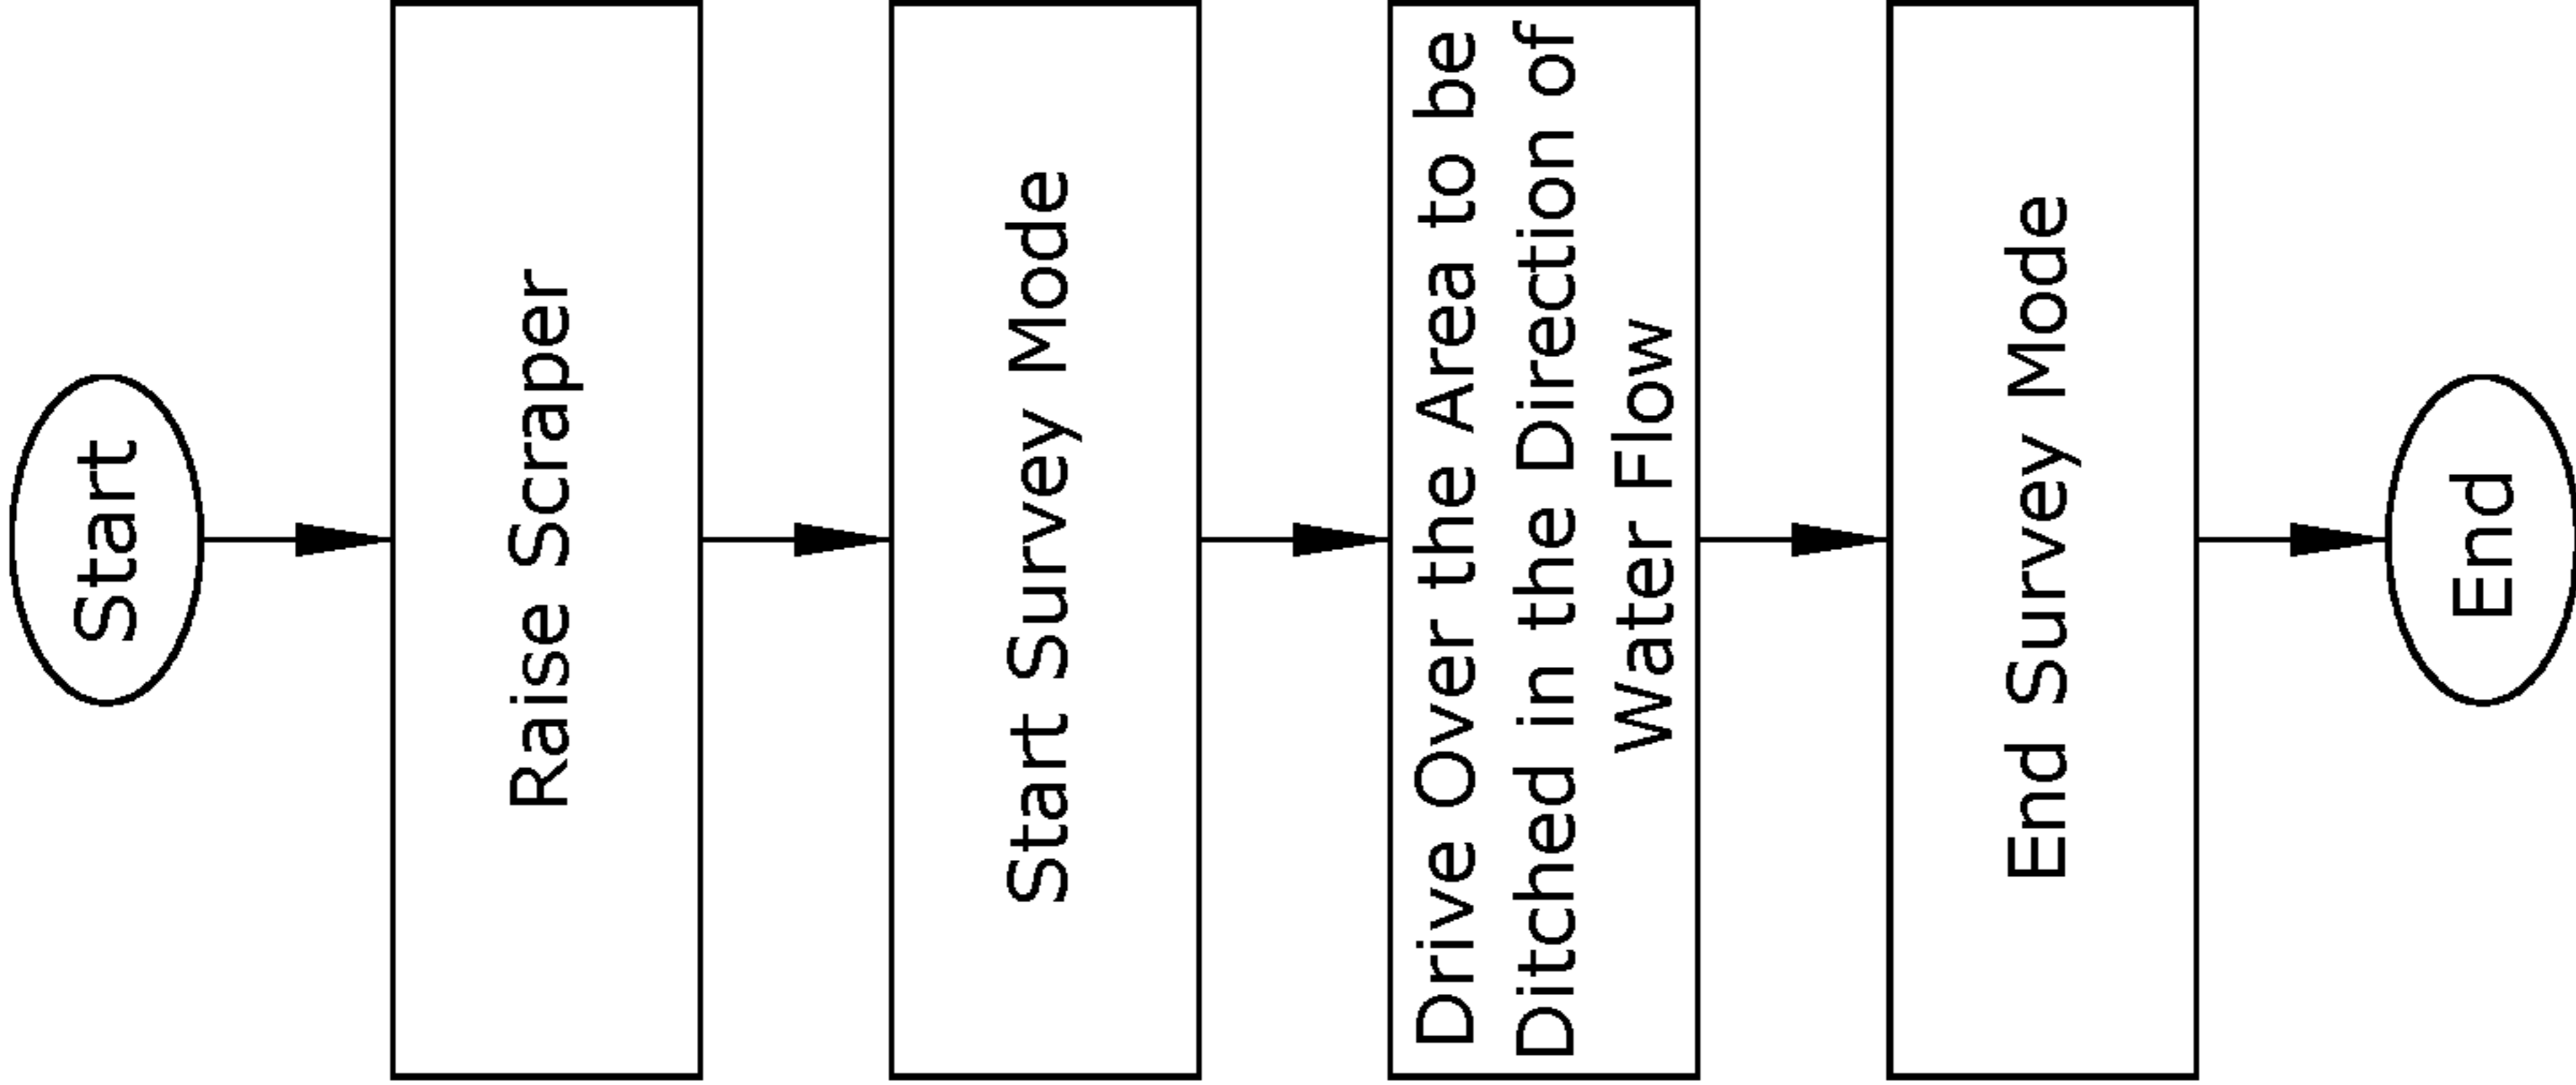 Start
Raise Scraper
Start Survey Mode
Drive Over the Area to be
Ditched in the Direction of
Water Flow
End Survey Mode
End